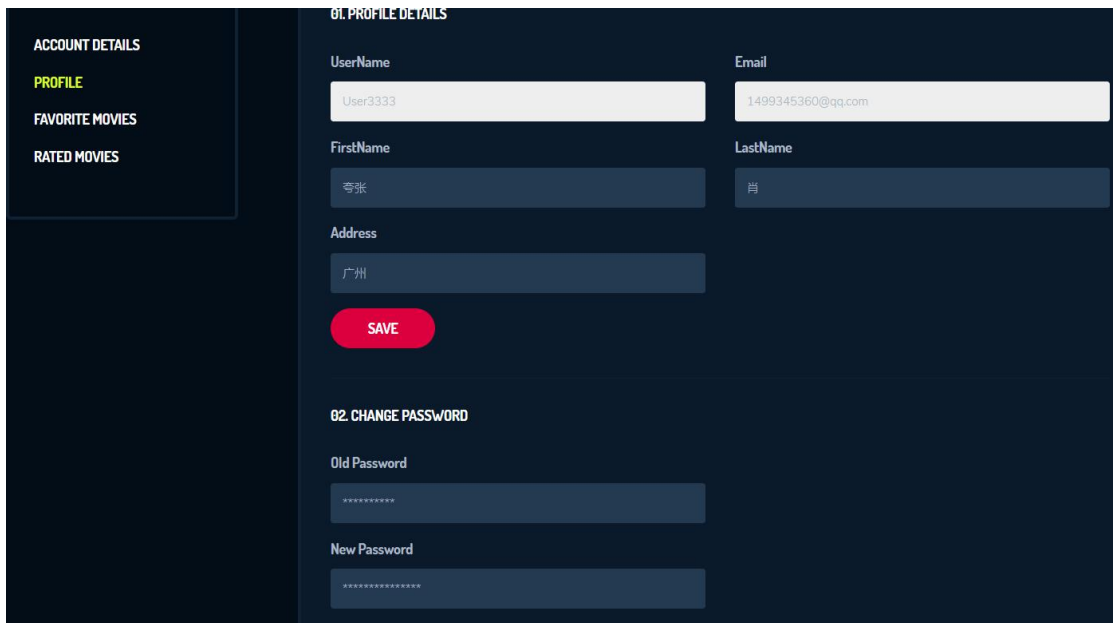 ACCOUNT DETAILS
PROFILE
FAVORITE MOVIES
RATED MOVIES
01. PROFILE DETAILS
UserName
Email
User3333
1499345360@qq.com
FirstName
LastName
夸张
肖
Address
广州
SAVE
02. CHANGE PASSWORD
Old Password
**********
New Password
***************